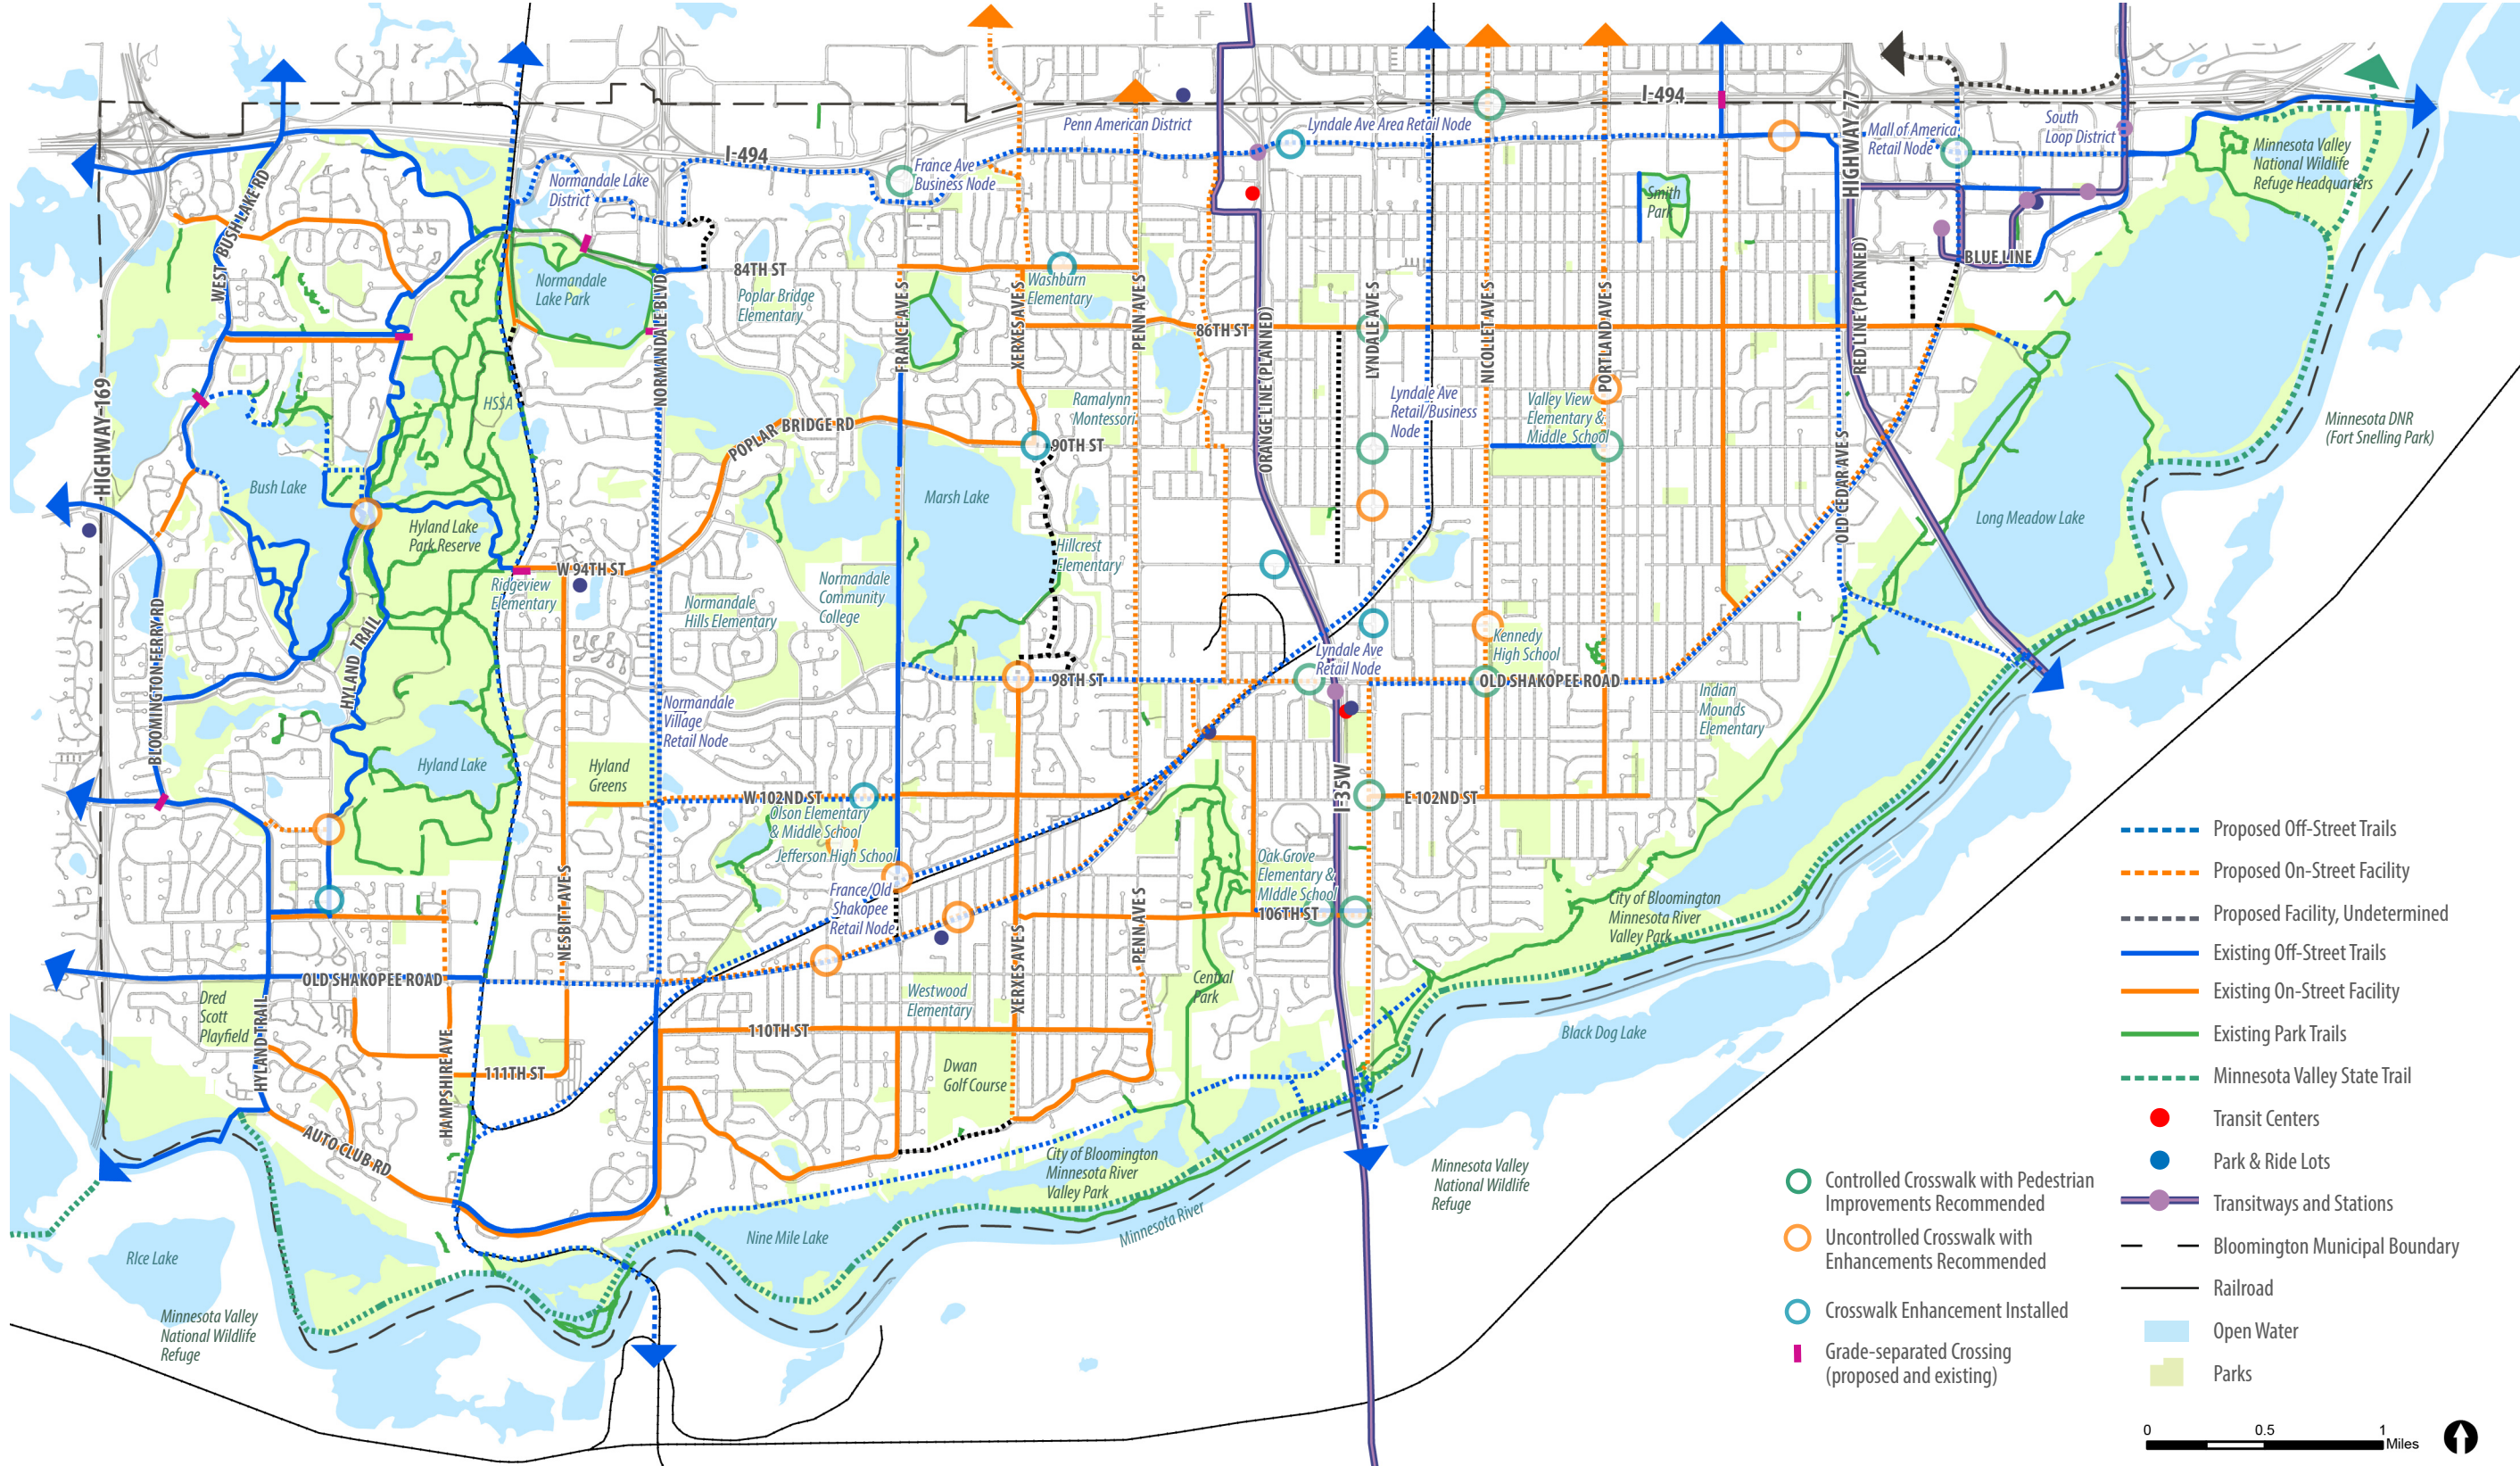 I-494
I-494
Penn American District
Lyndale Ave Area Retail Node
France Ave
Business Node
Normandale Lake
District
Mall of America
Retail Node
South
Loop District
Minnesota Valley
National Wildlife
Refuge Headquarters
HIGHWAY 77
Smith
Park
WEST BUSH LAKE RD
Normandale
Lake Park
84TH ST
Poplar Bridge
Elementary
Washburn
Elementary
BLUE LINE
NORMANDALE BLVD
FRANCE AVE S
XERXES AVE S
PENN AVE S
86TH ST
ORANGE LINE (PLANNED)
LYNDALE AVE S
NICOLLET AVE S
PORTLAND AVE S
RED LINE (PLANNED)
HIGHWAY 169
HSSA
Ramalynn
Montessori
Lyndale Ave
Retail/Business
Node
Valley View
Elementary &
Middle School
Minnesota DNR
(Fort Snelling Park)
POPLAR BRIDGE RD
90TH ST
OLD CEDAR AVE S
Bush Lake
Marsh Lake
Hyland Lake
Park Reserve
Long Meadow Lake
Hillcrest
Elementary
W 94TH ST
Ridgeview
Elementary
Normandale
Hills Elementary
Normandale
Community
College
BLOOMINGTON FERRY RD
HYLAND TRAIL
Kennedy
High School
Lyndale Ave
Retail Node
98TH ST
OLD SHAKOPEE ROAD
Indian
Mounds
Elementary
Normandale
Village
Retail Node
Hyland Lake
Hyland
Greens
W 102ND ST
I-35W
E 102ND ST
Olson Elementary
& Middle School
Jefferson High School
Oak Grove
Elementary &
MIddle School
France/Old
Shakopee
Retail Node
106TH ST
NESBITT AVE S
XERXES AVE S
PENN AVE S
City of Bloomington
Minnesota River
Valley Park
OLD SHAKOPEE ROAD
Dred
Scott
Playfield
Westwood
Elementary
Central
Park
HYLAND TRAIL
HAMPSHIRE AVE
110TH ST
Black Dog Lake
111TH ST
Dwan
Golf Course
AUTO CLUB RD
City of Bloomington
Minnesota River
Valley Park
Minnesota Valley
National Wildlife
Refuge
Minnesota River
Nine Mile Lake
RIce Lake
Minnesota Valley
National Wildlife
Refuge
Controlled Crosswalk with Pedestrian
Improvements Recommended
Uncontrolled Crosswalk with
Enhancements Recommended
Crosswalk Enhancement Installed
Grade-separated Crossing
(proposed and existing)
Proposed Off-Street Trails
Proposed On-Street Facility
Proposed Facility, Undetermined
Existing Off-Street Trails
Existing On-Street Facility
Existing Park Trails
Minnesota Valley State Trail
Transit Centers
Park & Ride Lots
Transitways and Stations
Bloomington Municipal Boundary
Railroad
Open Water
Parks
0 0.5 1
Miles